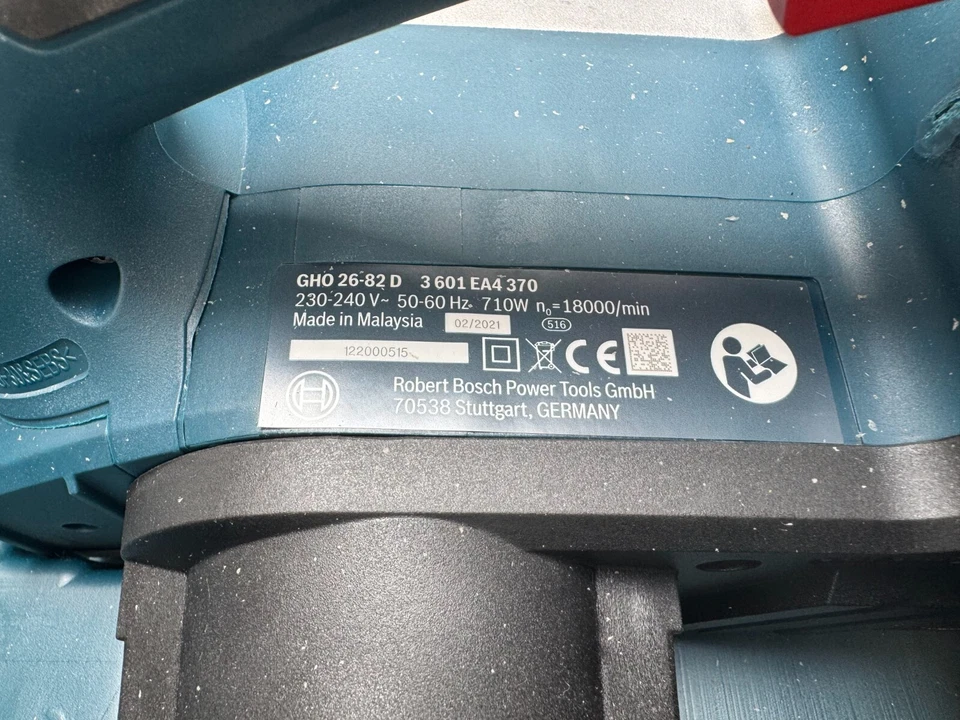 GHO 26-82 D 3 601 EA4 370
230-240 V~ 50-60 Hz 710W n₀=18000/min
Made in Malaysia 02/2021 516
122000515
CE
Robert Bosch Power Tools GmbH
70538 Stuttgart, GERMANY